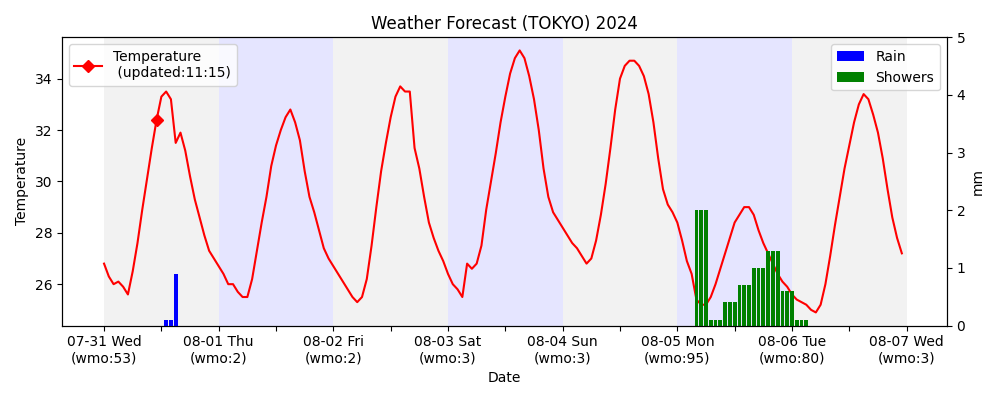 Weather Forecast (TOKYO) 2024
Temperature
(updated:11:15)
Rain
Showers
Temperature
34
32
30
28
26
5
4
3
2
1
0
mm
07-31 Wed
(wmo:53)
08-01 Thu
(wmo:2)
08-02 Fri
(wmo:2)
08-03 Sat
(wmo:3)
08-04 Sun
(wmo:3)
08-05 Mon
(wmo:95)
08-06 Tue
(wmo:80)
08-07 Wed
(wmo:3)
Date